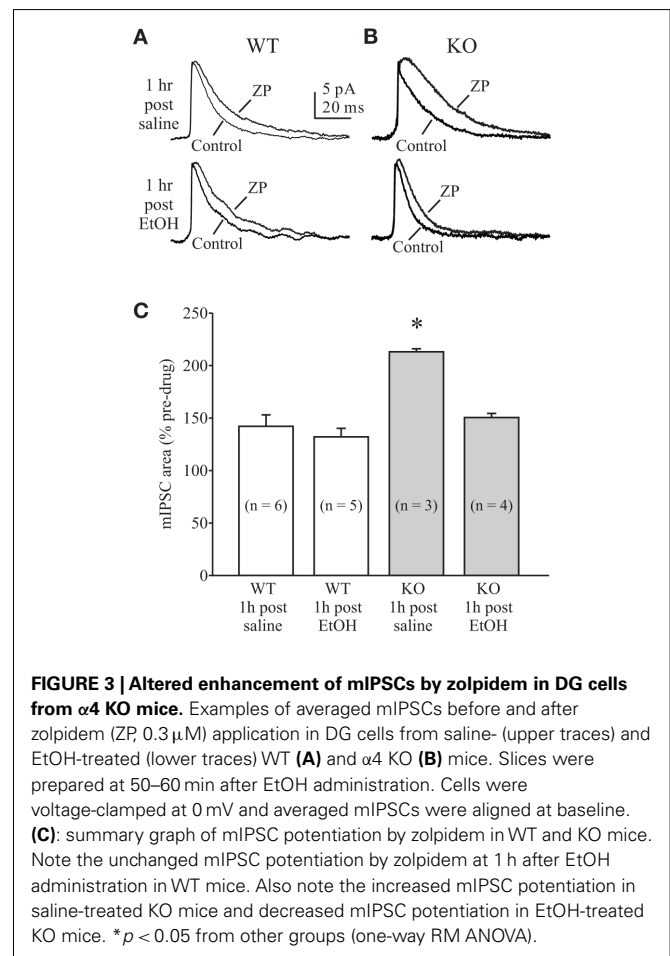 A
WT
B
KO
1 hr
post
saline
ZP
Control
5 pA
20 ms
ZP
Control
1 hr
post
EtOH
ZP
Control
ZP
Control
C
mIPSC area (% pre-drug)
250
200
150
100
50
0
*
(n = 6)
(n = 5)
(n = 3)
(n = 4)
WT
1h post
saline
WT
1h post
EtOH
KO
1h post
saline
KO
1h post
EtOH
FIGURE 3 | Altered enhancement of mIPSCs by zolpidem in DG cells
from α4 KO mice. Examples of averaged mIPSCs before and after
zolpidem (ZP, 0.3 μM) application in DG cells from saline- (upper traces) and
EtOH-treated (lower traces) WT (A) and α4 KO (B) mice. Slices were
prepared at 50–60 min after EtOH administration. Cells were
voltage-clamped at 0 mV and averaged mIPSCs were aligned at baseline.
(C): summary graph of mIPSC potentiation by zolpidem in WT and KO mice.
Note the unchanged mIPSC potentiation by zolpidem at 1 h after EtOH
administration in WT mice. Also note the increased mIPSC potentiation in
saline-treated KO mice and decreased mIPSC potentiation in EtOH-treated
KO mice. *p < 0.05 from other groups (one-way RM ANOVA).